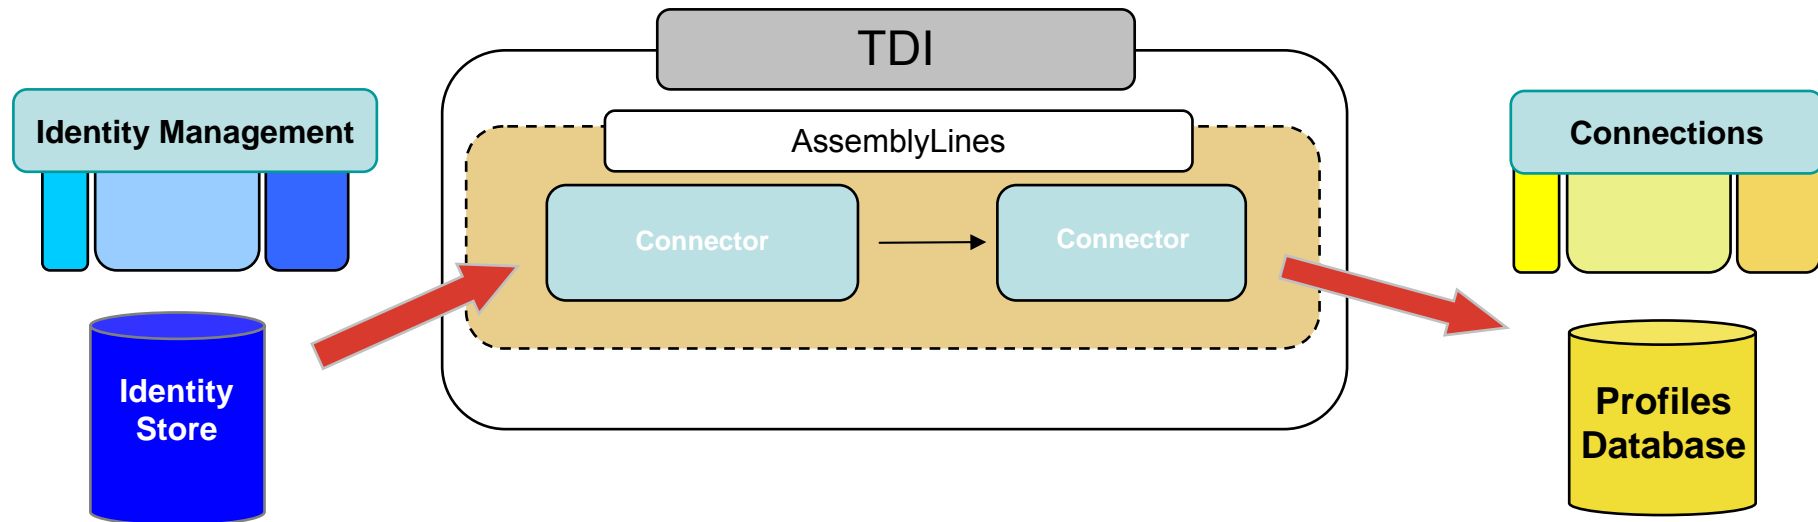 TDI
Identity Management
AssemblyLines
Connections
Connector
Connector
Identity
Store
Profiles
Database